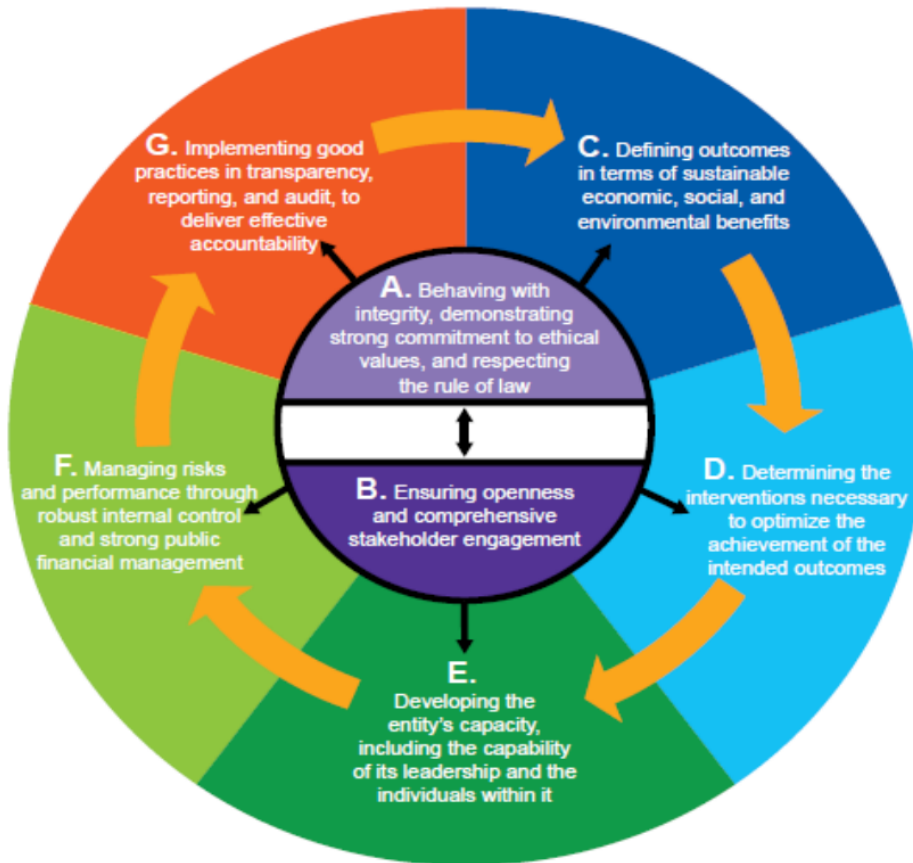 G. Implementing good
practices in transparency,
reporting, and audit, to
deliver effective
accountability
C. Defining outcomes
in terms of sustainable
economic, social, and
environmental benefits
A. Behaving with
integrity, demonstrating
strong commitment to ethical
values, and respecting
the rule of law
F. Managing risks
and performance through
robust internal control
and strong public
financial management
B. Ensuring openness
and comprehensive
stakeholder engagement
D. Determining the
interventions necessary
to optimize the
achievement of the
intended outcomes
E.
Developing the
entity's capacity,
including the capability
of its leadership and the
individuals within it